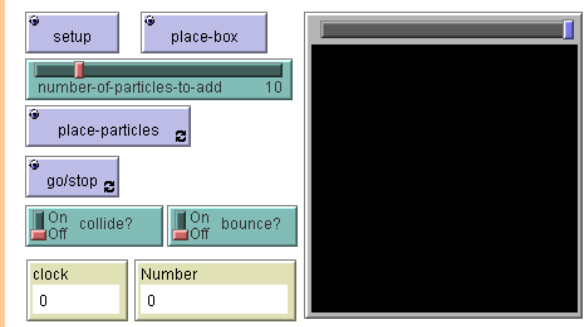 setup
place-box
number-of-particles-to-add 10
place-particles
go/stop
On
Off
collide?
On
Off
bounce?
clock
0
Number
0